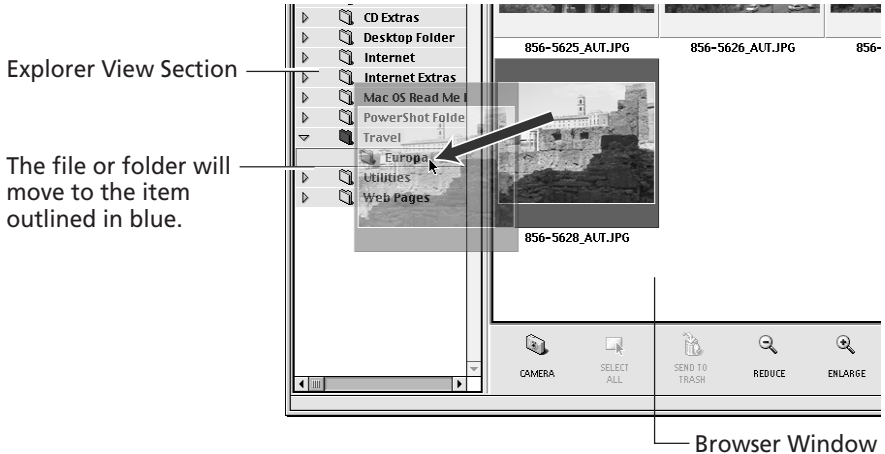 CD Extras
Desktop Folder
Internet
Internet Extras
Mac OS Read Me
PowerShot Folde
Travel
Europa
Utilities
Web Pages
Explorer View Section
The file or folder will
move to the item
outlined in blue.
856-5625_AUT.JPG
856-5626_AUT.JPG
856-
856-5628_AUT.JPG
CAMERA
SELECT
ALL
SEND TO
TRASH
REDUCE
ENLARGE
Browser Window